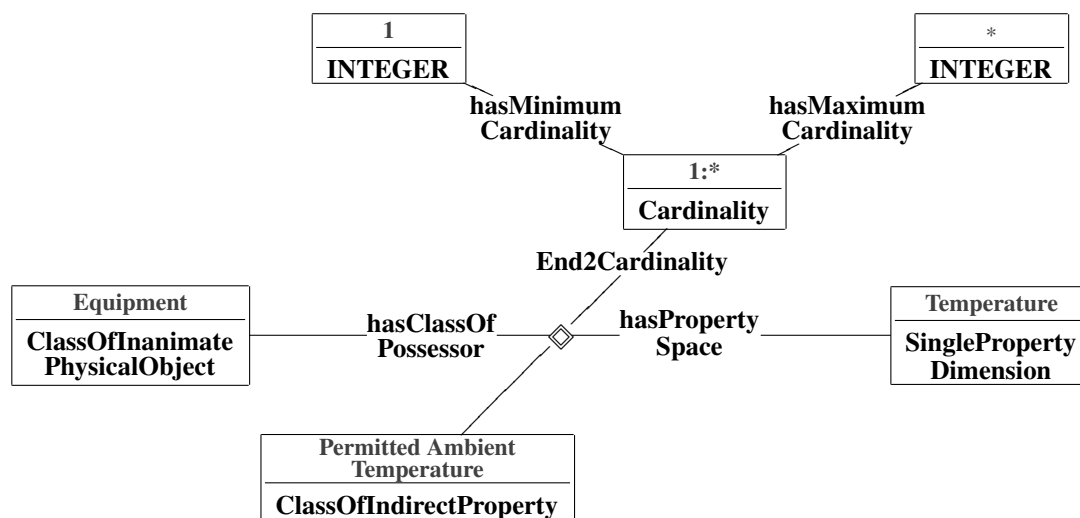 1
INTEGER
*
INTEGER
hasMinimum
Cardinality
hasMaximum
Cardinality
1:*
Cardinality
End2Cardinality
Equipment
ClassOfInanimate
PhysicalObject
hasClassOf
Possessor
hasProperty
Space
Temperature
SingleProperty
Dimension
Permitted Ambient
Temperature
ClassOfIndirectProperty